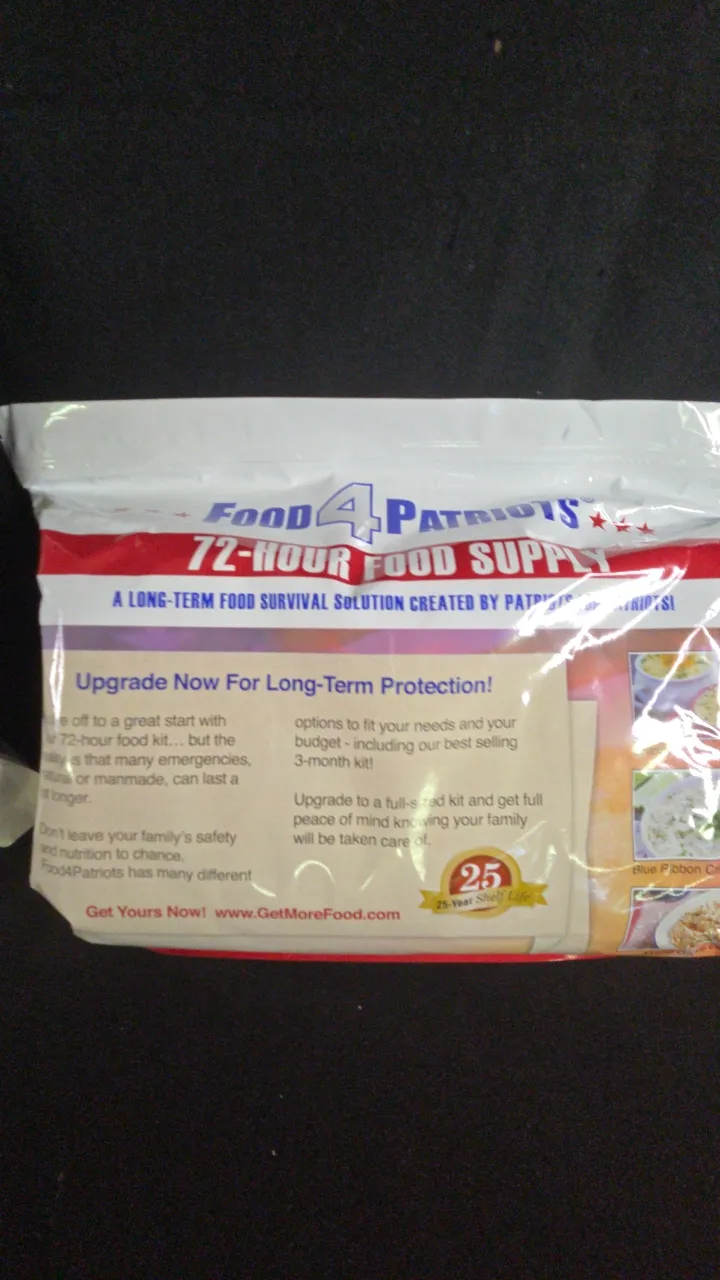 FOOD4PATRIOTS®
72-HOUR FOOD SUPPLY
A LONG-TERM FOOD SURVIVAL SOLUTION CREATED BY PATRIOTS FOR PATRIOTS!
Upgrade Now For Long-Term Protection!
off to a great start with
72-hour food kit... but the
is that many emergencies,
or manmade, can last a
longer.
Don't leave your family's safety
and nutrition to chance.
Food4Patriots has many different
options to fit your needs and your
budget - including our best selling
3-month kit!
Upgrade to a full-sized kit and get full
peace of mind knowing your family
will be taken care of.
25
25-Year Shelf Life
Get Yours Now! www.GetMoreFood.com
Blue Ribbon